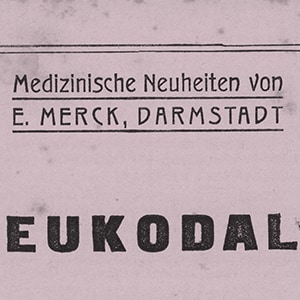 Medizinische Neuheiten von
E. MERCK, DARMSTADT
EUKODAL